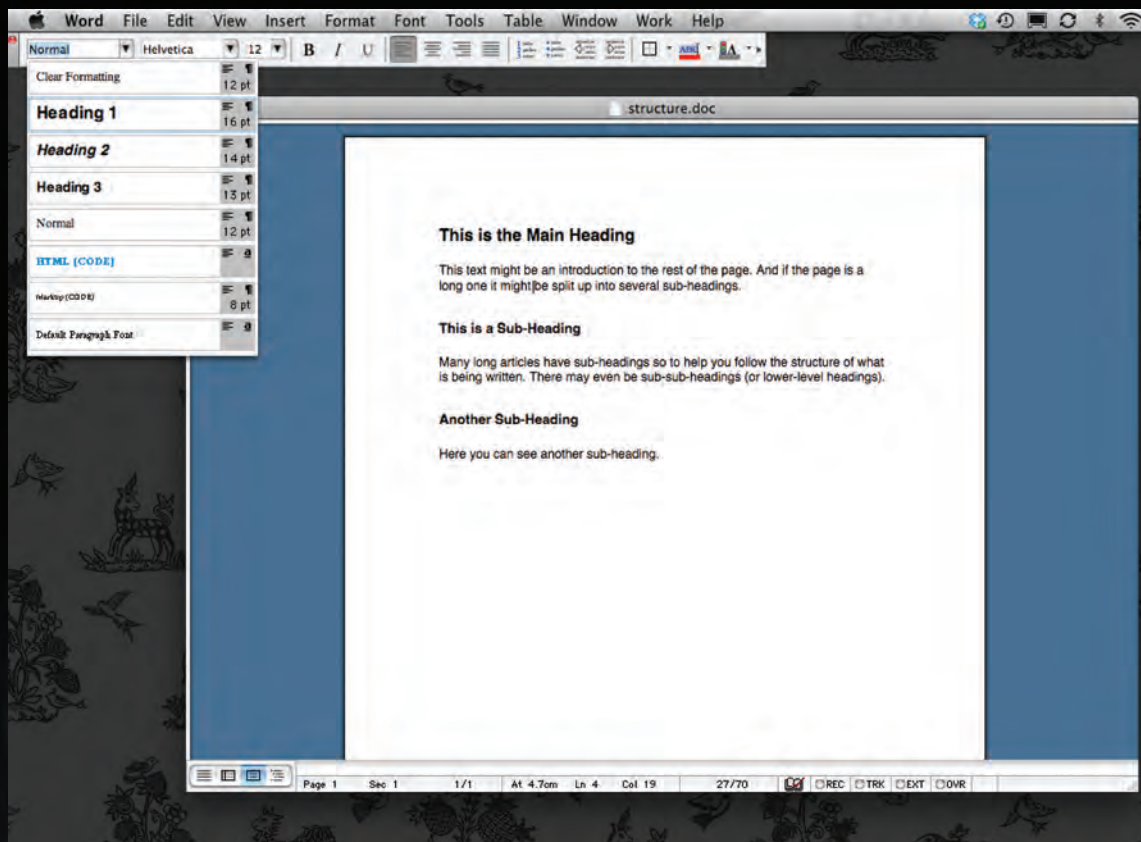 Word File Edit View Insert Format Font Tools Table Window Work Help
Normal Helvetica 12 B I U ABC A
Clear Formatting 12 pt
Heading 1 16 pt
Heading 2 14 pt
Heading 3 13 pt
Normal 12 pt
HTML [CODE] a
Markup (CODE) 8 pt
Default Paragraph Font a
structure.doc
This is the Main Heading
This text might be an introduction to the rest of the page. And if the page is a
long one it might be split up into several sub-headings.
This is a Sub-Heading
Many long articles have sub-headings so to help you follow the structure of what
is being written. There may even be sub-sub-headings (or lower-level headings).
Another Sub-Heading
Here you can see another sub-heading.
Page 1 Sec 1 1/1 At 4.7cm Ln 4 Col 19 27/70 REC TRK EXT OVR